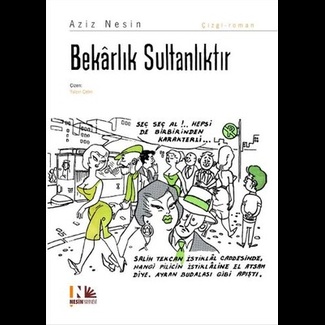 Aziz Nesin
Çizgi-roman
Bekârlık Sultanlıktır
Çizen:
SEÇ SEÇ AL !.. HEPSİ
DE BİRBİRİNDEN
KARAKTERLİ...
SALİH TEKCAN İSTİKLÂL CADDESİNDE,
HANGİ PİLİCİN İSTİKLÂLİNE EL ATSAM
DİYE, AYRAN BUDALASI GİBİ APIŞTI.
NESİN YAYINEVİ